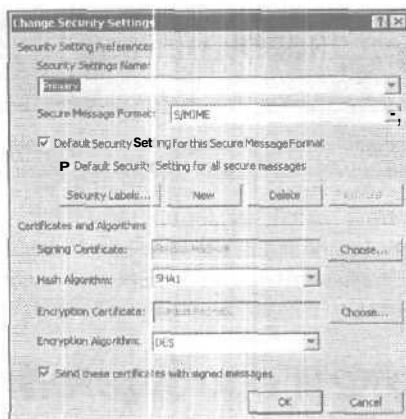 Change Security Settings
Security Setting Preferences
Security Settings Name:
Secure Message Format: S/MIME
Default Security Setting For this Secure Message Format
P Default Security Setting for all secure messages
Security Labels... New Delete
Certificates and Algorithms
Signing Certificate: Choose...
Hash Algorithm: SHA1
Encryption Certificate: Choose...
Encryption Algorithm: DES
Send these certificates with signed messages
OK Cancel